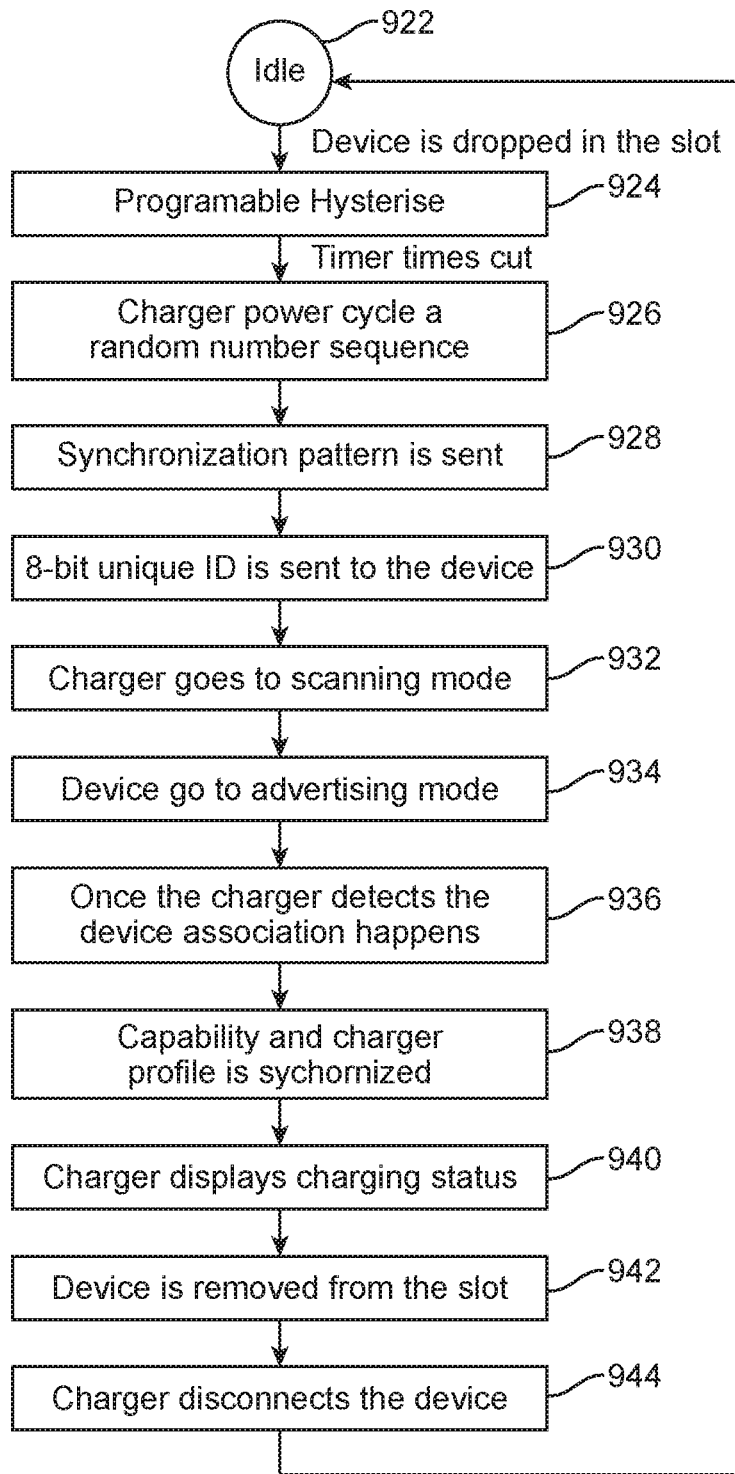 922
Idle
Device is dropped in the slot
Programable Hysterise
924
Timer times cut
Charger power cycle a
random number sequence
926
Synchronization pattern is sent
928
8-bit unique ID is sent to the device
930
Charger goes to scanning mode
932
Device go to advertising mode
934
Once the charger detects the
device association happens
936
Capability and charger
profile is sychornized
938
Charger displays charging status
940
Device is removed from the slot
942
Charger disconnects the device
944